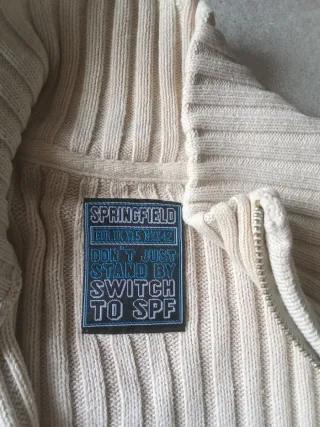 SPRINGFIELD
DON'T JUST
STAND BY
SWITCH
TO SPF